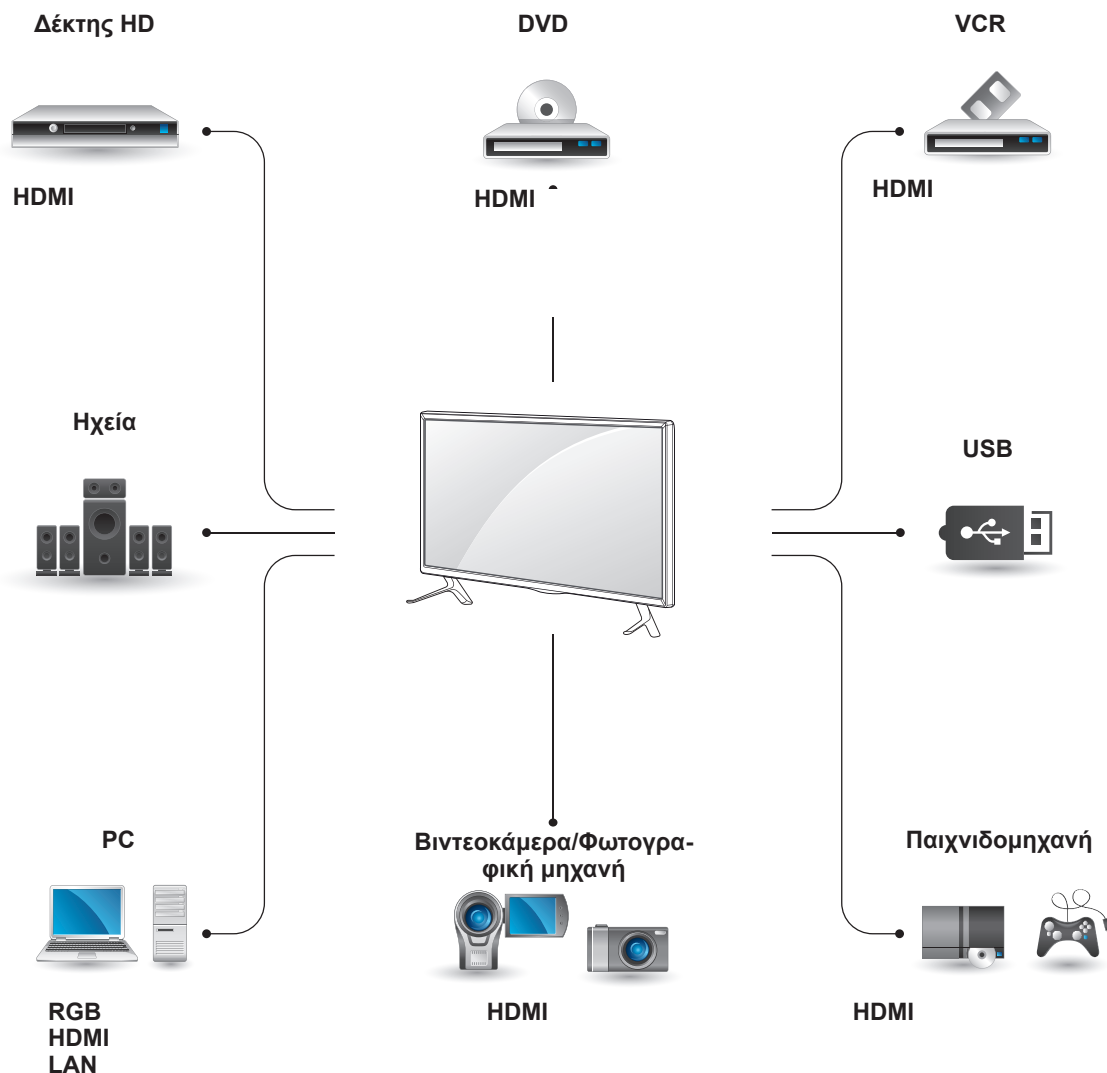 Δέκτης HD
DVD
VCR
HDMI
HDMI
HDMI
Ηχεία
USB
PC
Βιντεοκάμερα/Φωτογρα-
φική μηχανή
Παιχνιδομηχανή
RGB
HDMI
LAN
HDMI
HDMI